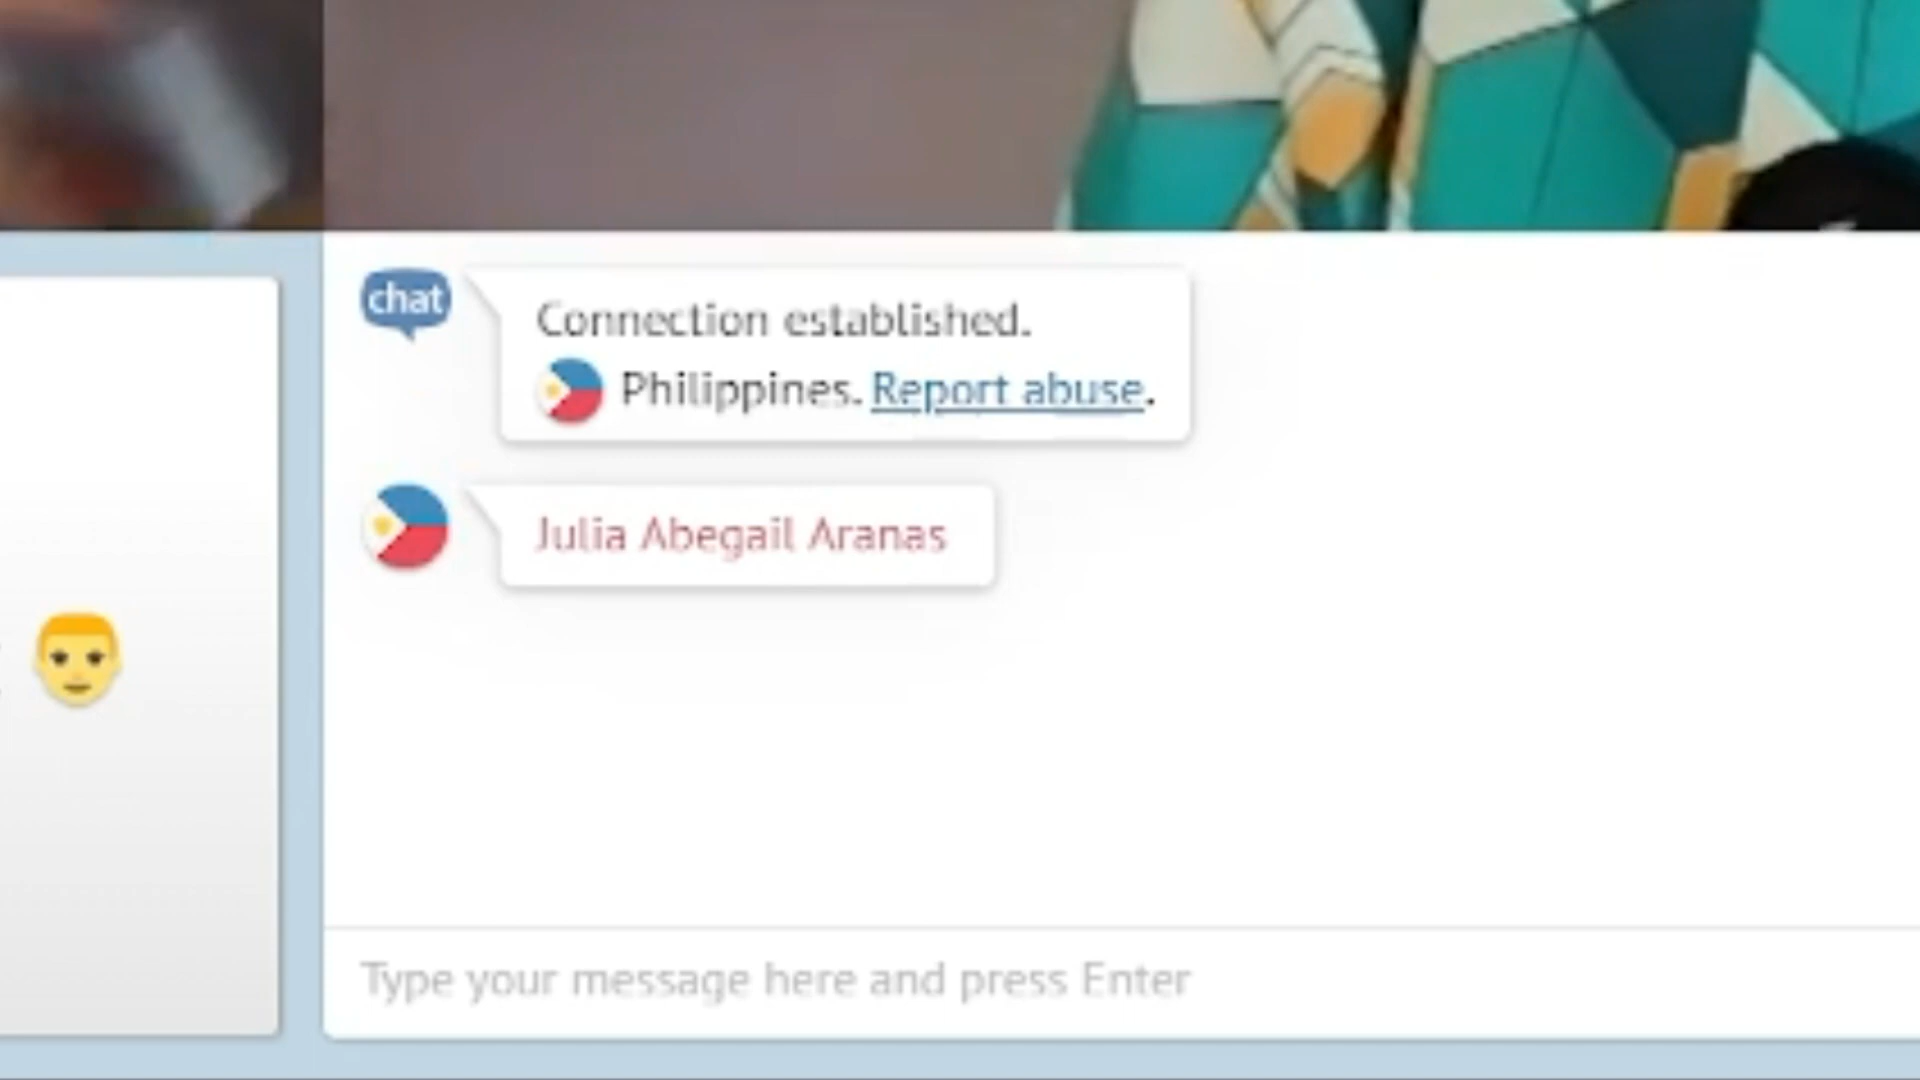 chat
Connection established.
Philippines. Report abuse.
Julia Abegail Aranas
Type your message here and press Enter